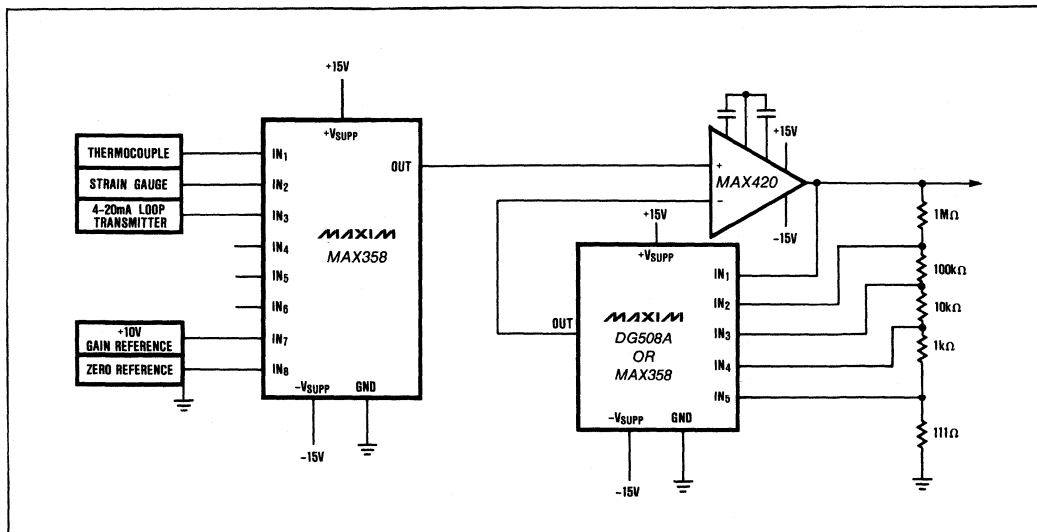 +15V
+VSUPP
THERMOCOUPLE
STRAIN GAUGE
4–20mA LOOP
TRANSMITTER
+10V
GAIN REFERENCE
ZERO REFERENCE
IN1
IN2
IN3
IN4
IN5
IN6
IN7
IN8
OUT
MAXIM
MAX358
–VSUPP
GND
–15V
+
–
MAX420
+15V
–15V
+15V
+VSUPP
OUT
MAXIM
DG508A
OR
MAX358
IN1
IN2
IN3
IN4
IN5
–VSUPP
GND
–15V
1MΩ
100kΩ
10kΩ
1kΩ
111Ω